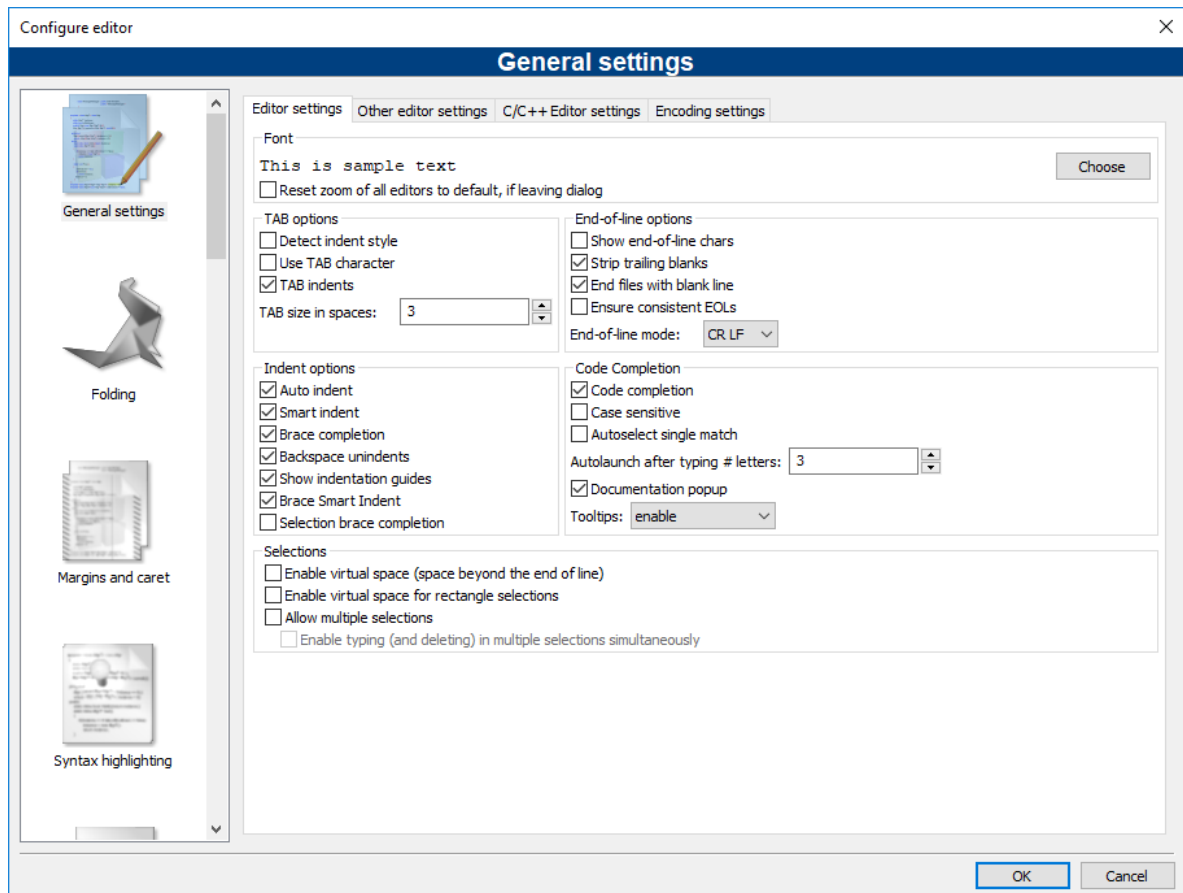 Configure editor
General settings
General settings
Folding
Margins and caret
Syntax highlighting
Editor settings
Other editor settings
C/C++ Editor settings
Encoding settings
Font
This is sample text
Choose
Reset zoom of all editors to default, if leaving dialog
TAB options
Detect indent style
Use TAB character
TAB indents
TAB size in spaces: 3
End-of-line options
Show end-of-line chars
Strip trailing blanks
End files with blank line
Ensure consistent EOLs
End-of-line mode: CR LF
Indent options
Auto indent
Smart indent
Brace completion
Backspace unindents
Show indentation guides
Brace Smart Indent
Selection brace completion
Code Completion
Code completion
Case sensitive
Autoselect single match
Autolaunch after typing # letters: 3
Documentation popup
Tooltips: enable
Selections
Enable virtual space (space beyond the end of line)
Enable virtual space for rectangle selections
Allow multiple selections
Enable typing (and deleting) in multiple selections simultaneously
OK
Cancel